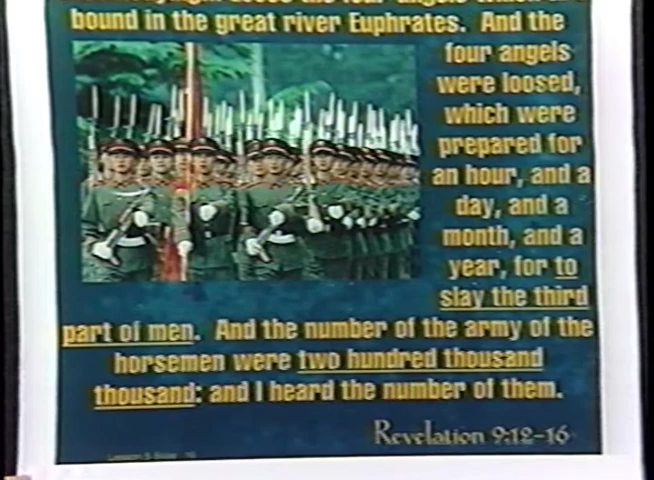 bound in the great river Euphrates. And the
four angels
were loosed,
which were
prepared for
an hour, and a
day, and a
month, and a
year, for to
slay the third
part of men. And the number of the army of the
horsemen were two hundred thousand
thousand: and I heard the number of them.
Revelation 9:12-16